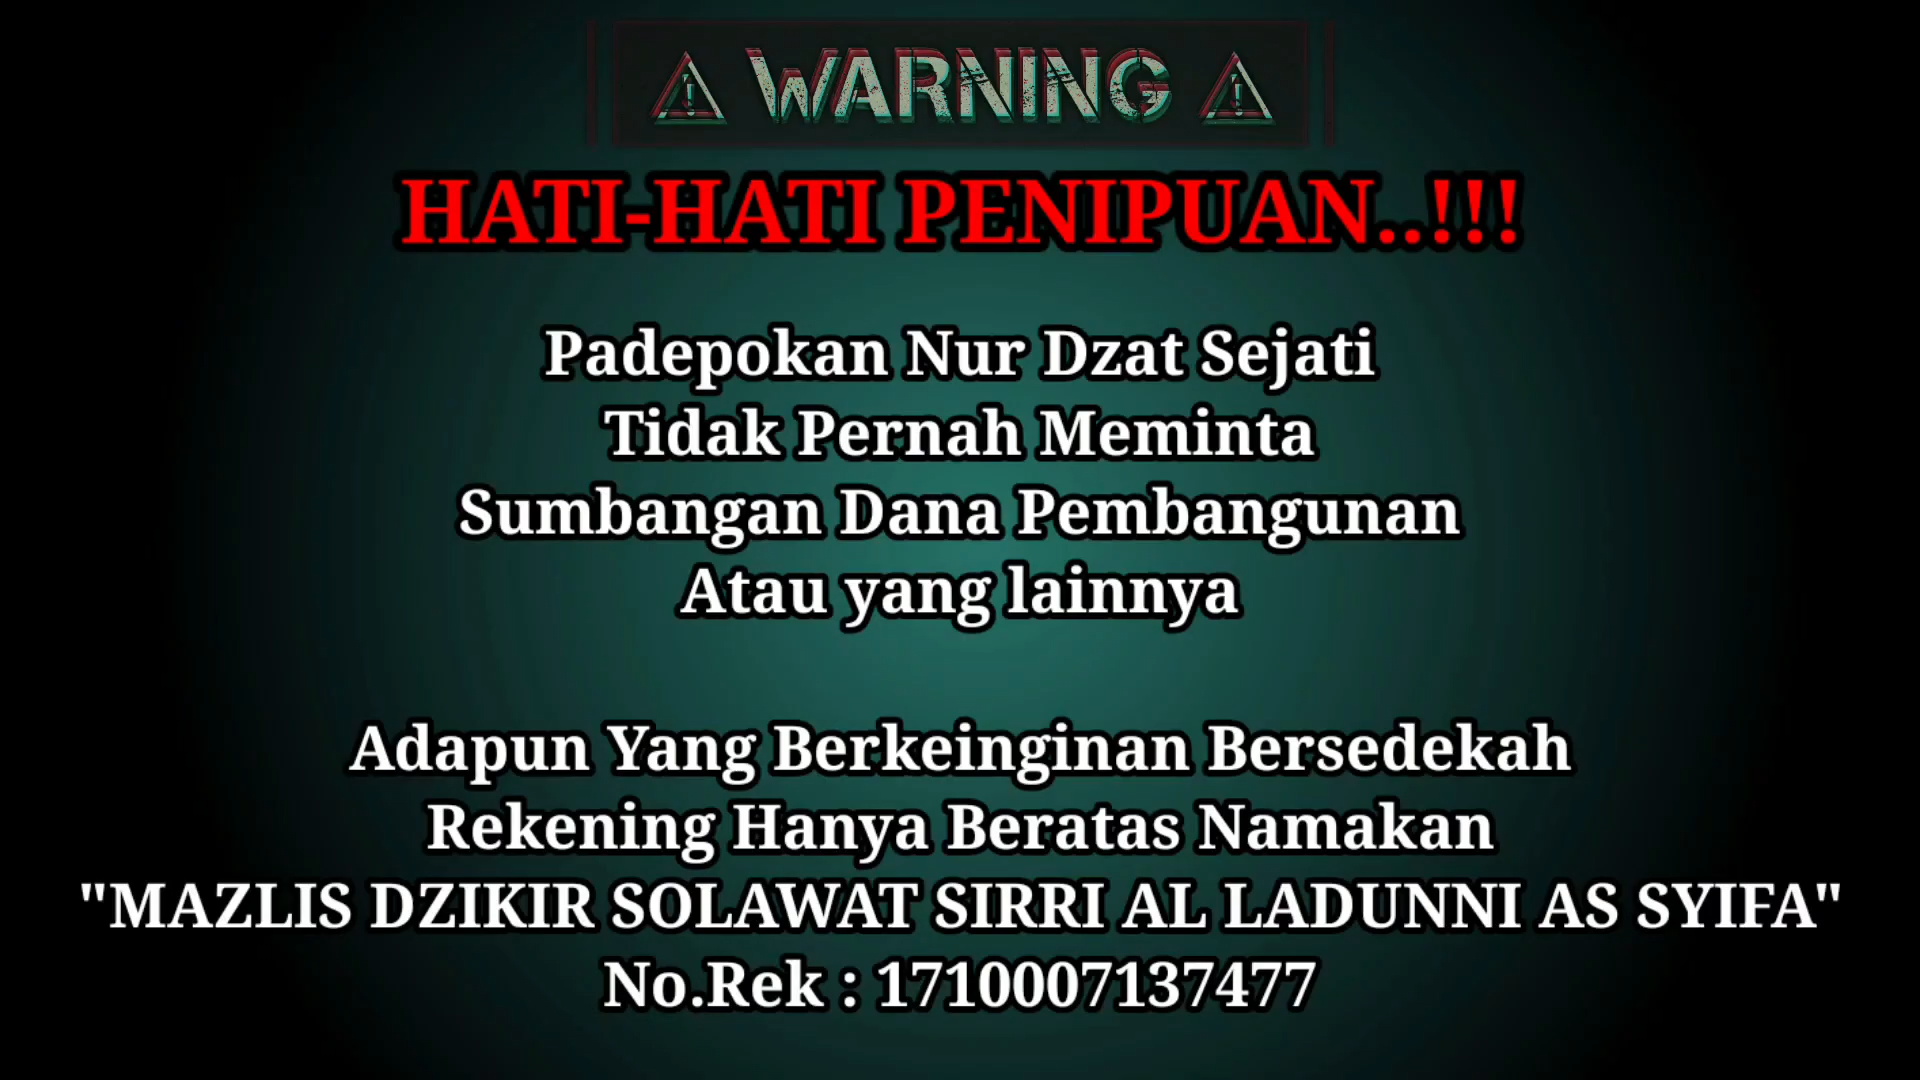 ⚠ WARNING ⚠
HATI-HATI PENIPUAN..!!!
Padepokan Nur Dzat Sejati
Tidak Pernah Meminta
Sumbangan Dana Pembangunan
Atau yang lainnya
Adapun Yang Berkeinginan Bersedekah
Rekening Hanya Beratas Namakan
"MAZLIS DZIKIR SOLAWAT SIRRI AL LADUNNI AS SYIFA"
No.Rek : 1710007137477